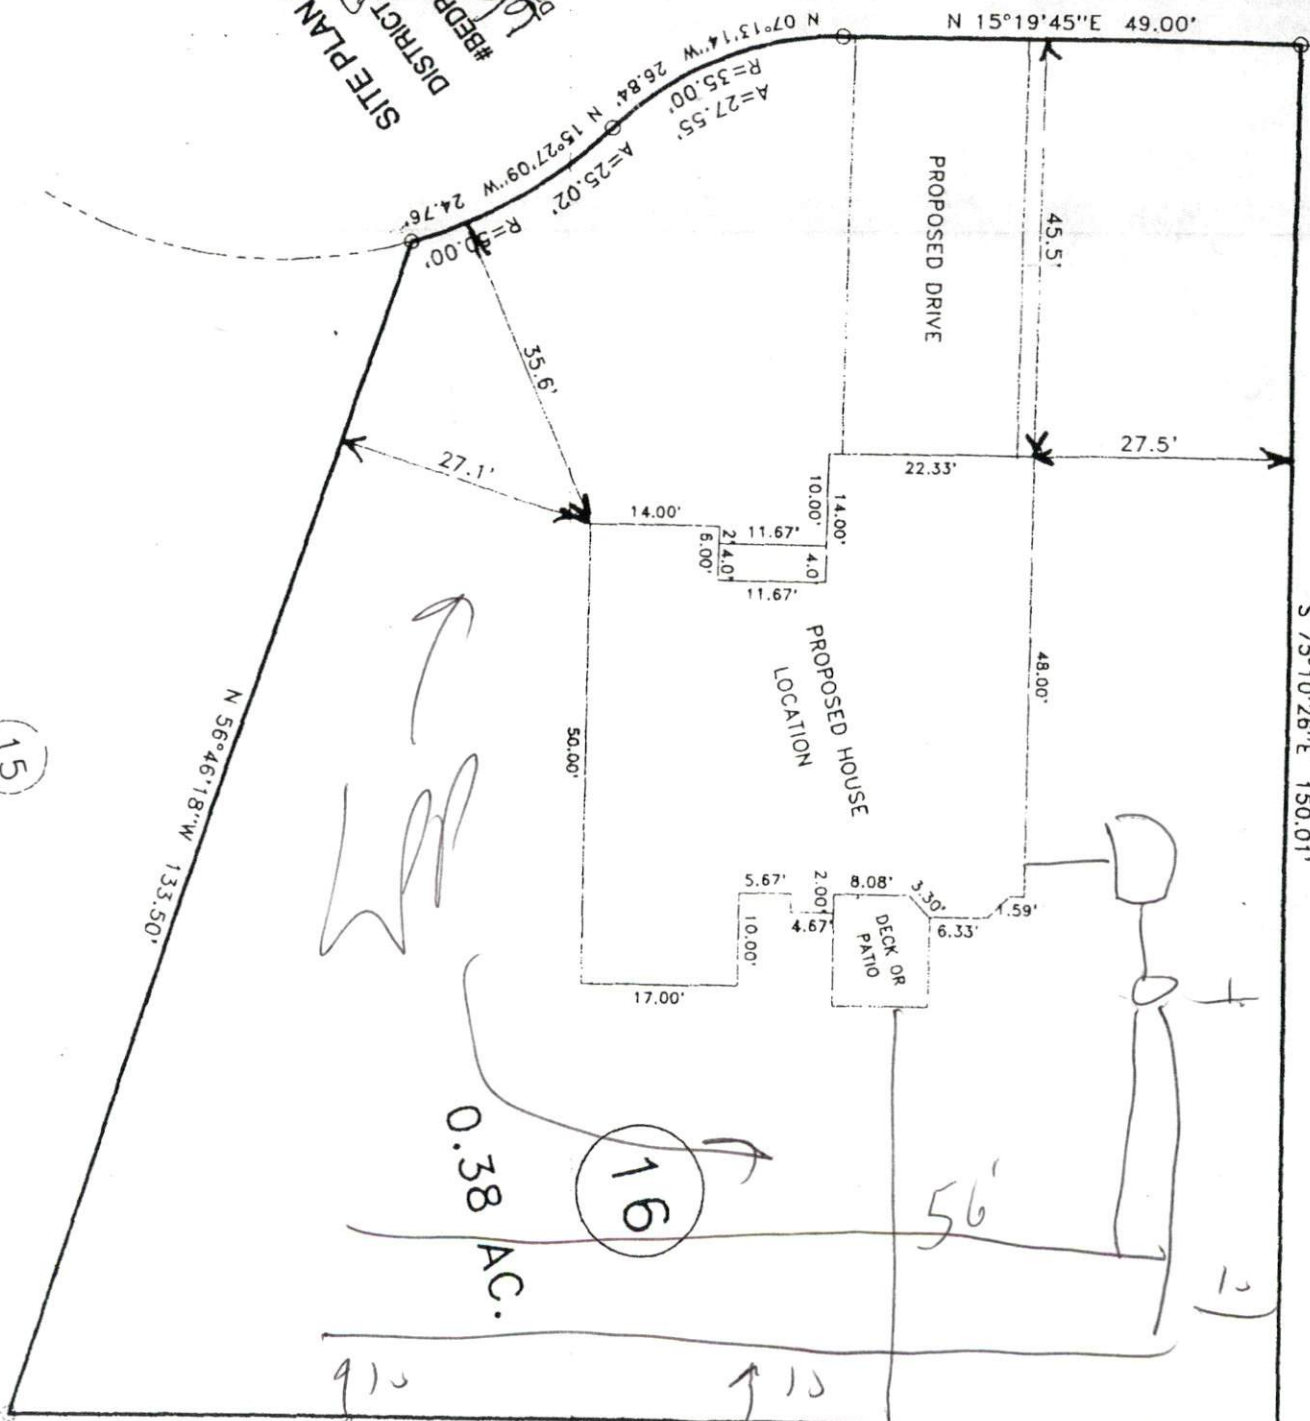 SITE PLAN
DISTRICT
#BEDR
N 07°13'14"W 26.84'
R=35.00'
A=27.55'
N 15°27'09"W 24.76'
A=25.02'
N 15°19'45"E 49.00'
PROPOSED DRIVE
45.5'
35.6'
27.1'
27.5'
22.33'
14.00'
10.00'
14.00'
11.67'
2'
4.0'
6.00'
4.0'
11.67'
PROPOSED HOUSE
LOCATION
48.00'
50.00'
S 75°10'26"E 150.01'
N 56°46'18"W 133.50'
15
5.67'
2.00'
8.08'
3.30'
4.67'
6.33'
1.59'
10.00'
DECK OR
PATIO
17.00'
16
0.38 AC.
56'
10
10
10